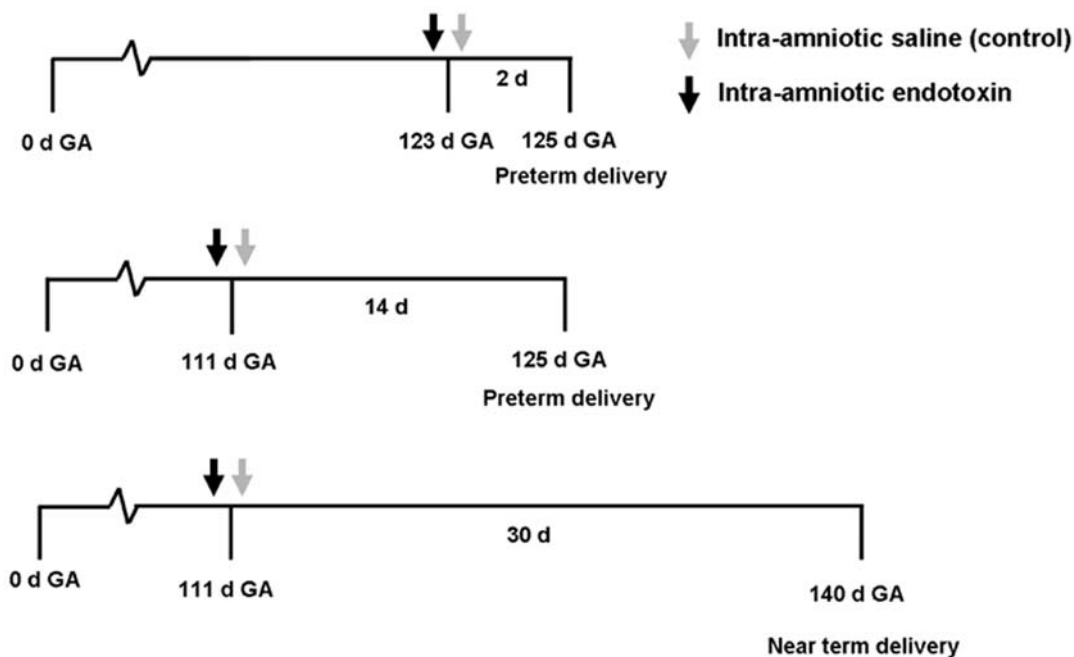 Intra-amniotic saline (control)
Intra-amniotic endotoxin
2 d
0 d GA
123 d GA
125 d GA
Preterm delivery
14 d
0 d GA
111 d GA
125 d GA
Preterm delivery
30 d
0 d GA
111 d GA
140 d GA
Near term delivery